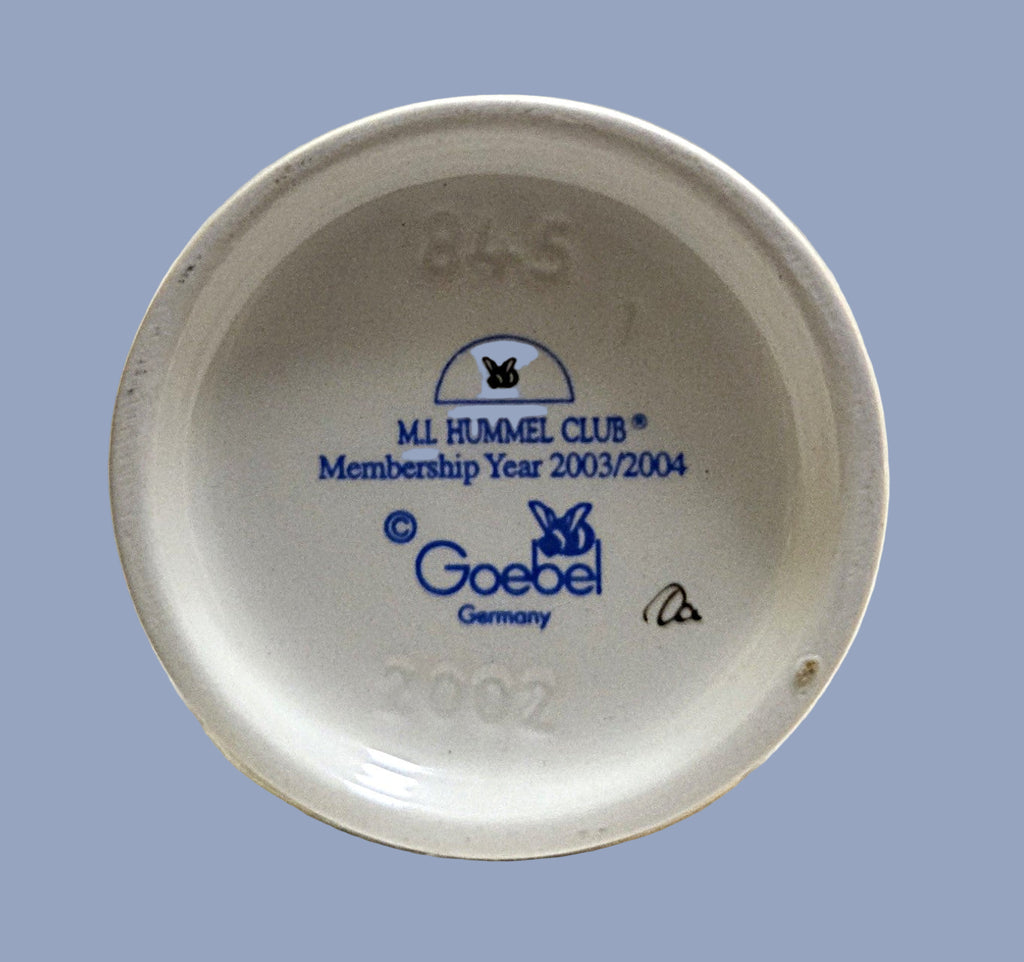 845
M.I. HUMMEL CLUB®
Membership Year 2003/2004
© Goebel
Germany
2002